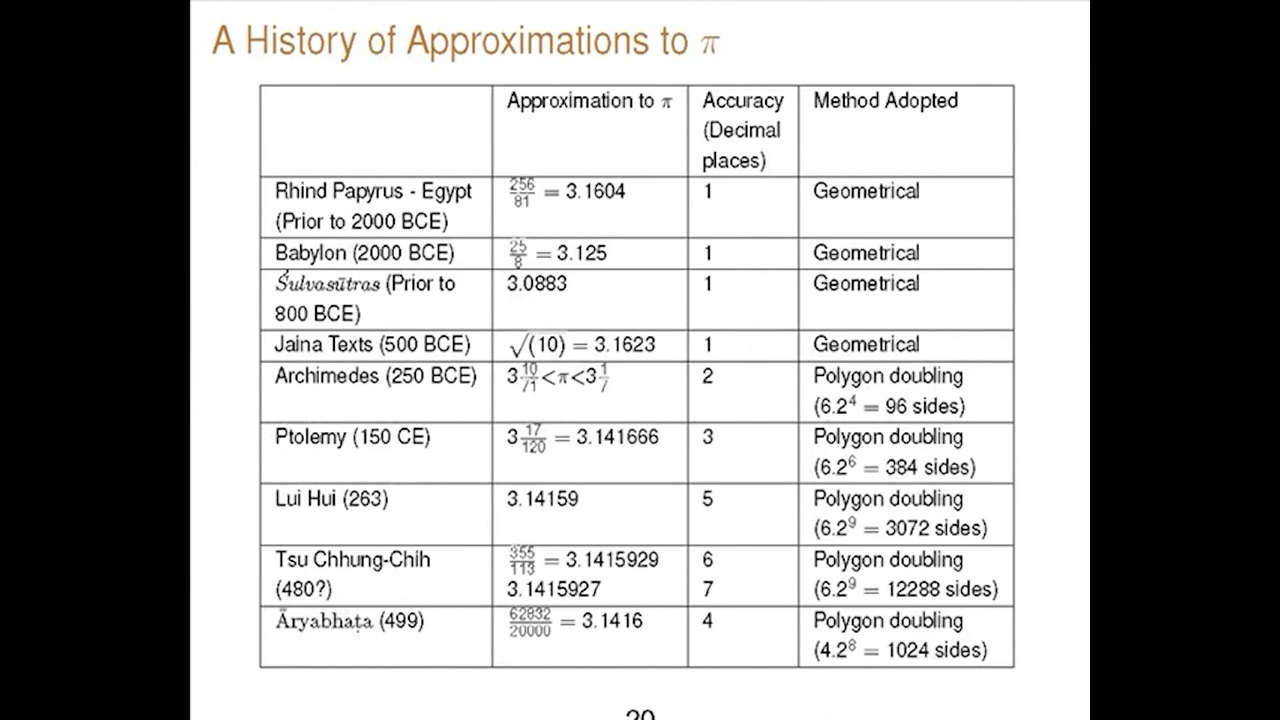 A History of Approximations to π
Approximation to π Accuracy (Decimal places) Method Adopted
Rhind Papyrus - Egypt (Prior to 2000 BCE) 256/81 = 3.1604 1 Geometrical
Babylon (2000 BCE) 25/8 = 3.125 1 Geometrical
Śulvasūtras (Prior to 800 BCE) 3.0883 1 Geometrical
Jaina Texts (500 BCE) √(10) = 3.1623 1 Geometrical
Archimedes (250 BCE) 3 10/71 < π < 3 1/7 2 Polygon doubling (6.2⁴ = 96 sides)
Ptolemy (150 CE) 3 17/120 = 3.141666 3 Polygon doubling (6.2⁶ = 384 sides)
Lui Hui (263) 3.14159 5 Polygon doubling (6.2⁹ = 3072 sides)
Tsu Chhung-Chih (480?) 355/113 = 3.1415929 6 3.1415927 7 Polygon doubling (6.2⁹ = 12288 sides)
Āryabhaṭa (499) 62832/20000 = 3.1416 4 Polygon doubling (4.2⁸ = 1024 sides)